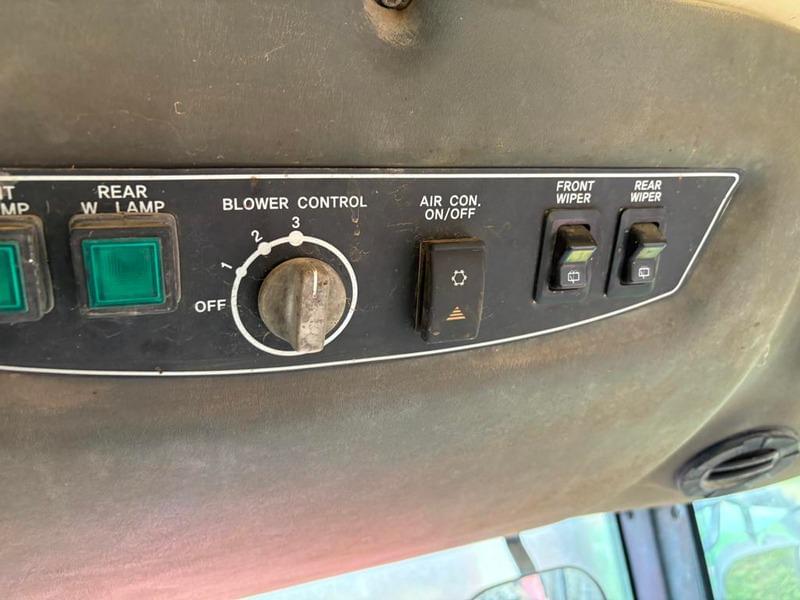 REAR
W LAMP
BLOWER CONTROL
OFF
1
2
3
AIR CON.
ON/OFF
FRONT
WIPER
REAR
WIPER